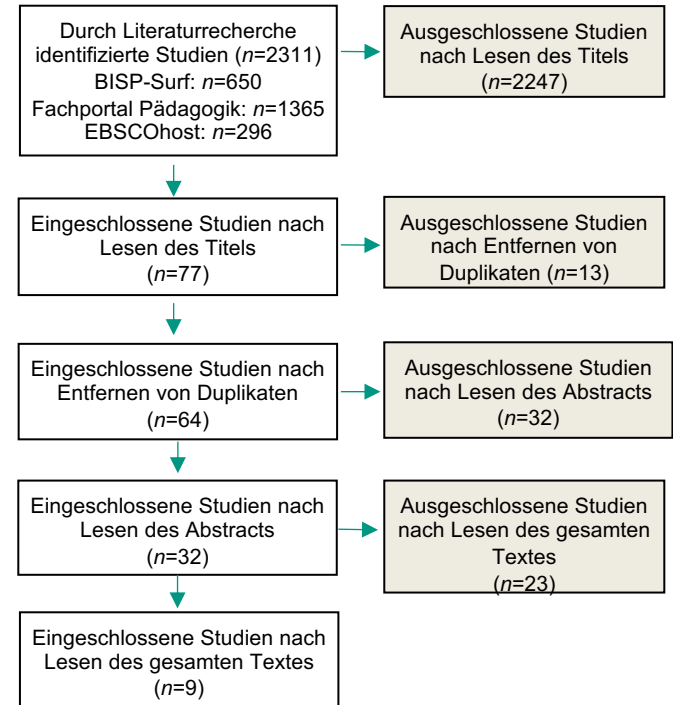 Durch Literaturrecherche
identifizierte Studien (n=2311)
BISP-Surf: n=650
Fachportal Pädagogik: n=1365
EBSCOhost: n=296
Ausgeschlossene Studien
nach Lesen des Titels
(n=2247)
Eingeschlossene Studien nach
Lesen des Titels
(n=77)
Ausgeschlossene Studien
nach Entfernen von
Duplikaten (n=13)
Eingeschlossene Studien nach
Entfernen von Duplikaten
(n=64)
Ausgeschlossene Studien
nach Lesen des Abstracts
(n=32)
Eingeschlossene Studien nach
Lesen des Abstracts
(n=32)
Ausgeschlossene Studien
nach Lesen des gesamten
Textes
(n=23)
Eingeschlossene Studien nach
Lesen des gesamten Textes
(n=9)